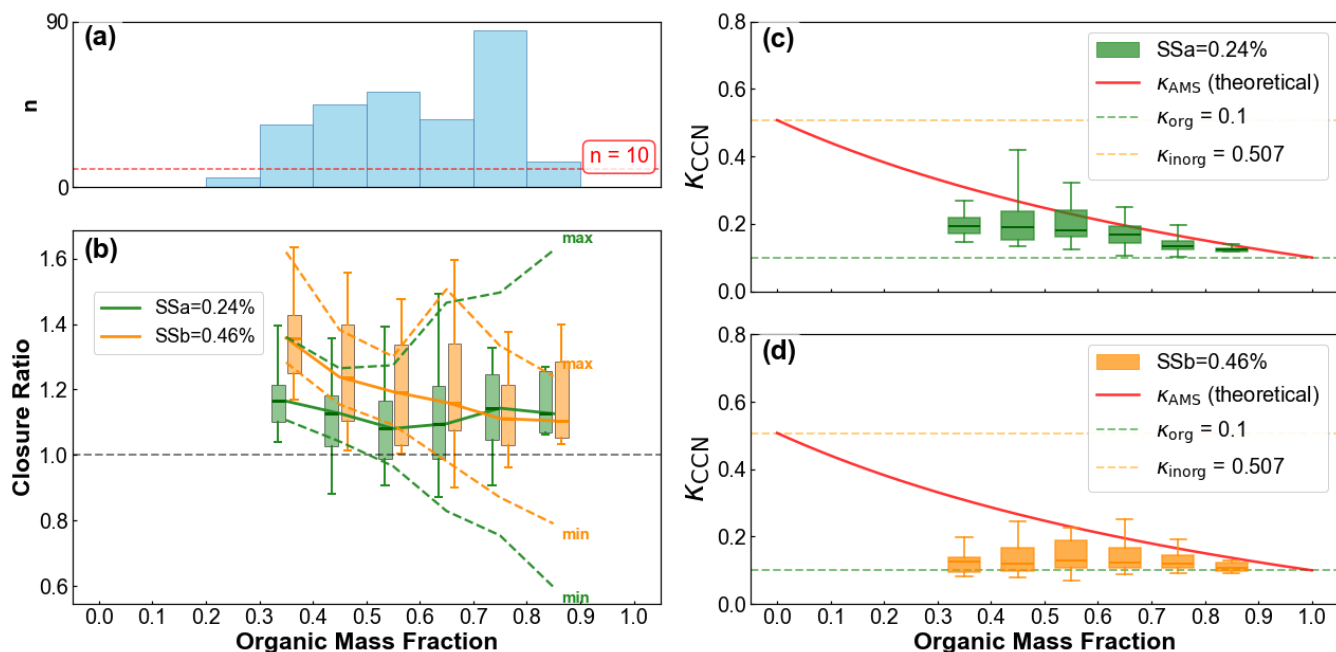 (a)
90
n
0
n = 10
(b)
1.6
1.4
1.2
1.0
0.8
0.6
Closure Ratio
SSa=0.24%
SSb=0.46%
max
max
min
min
0.0 0.1 0.2 0.3 0.4 0.5 0.6 0.7 0.8 0.9 1.0
Organic Mass Fraction
(c)
0.8
0.6
0.4
0.2
0.0
κCCN
SSa=0.24%
κAMS (theoretical)
κorg = 0.1
κinorg = 0.507
(d)
0.8
0.6
0.4
0.2
0.0
κCCN
SSb=0.46%
κAMS (theoretical)
κorg = 0.1
κinorg = 0.507
0.0 0.1 0.2 0.3 0.4 0.5 0.6 0.7 0.8 0.9 1.0
Organic Mass Fraction